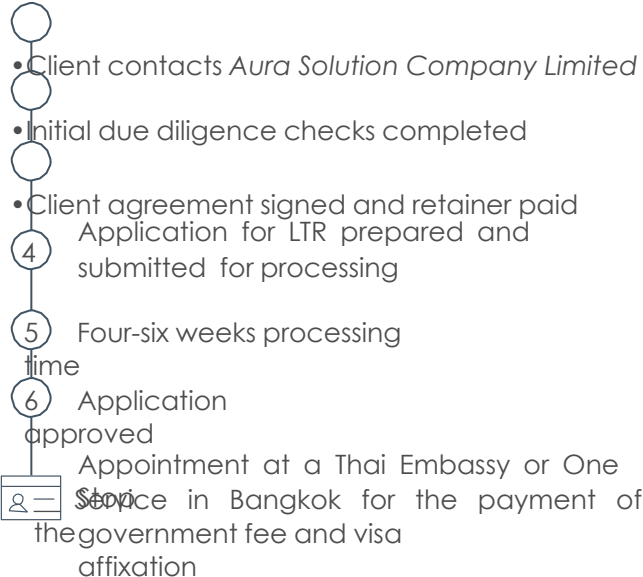 •Client contacts Aura Solution Company Limited
•Initial due diligence checks completed
•Client agreement signed and retainer paid
4 Application for LTR prepared and
submitted for processing
5 Four-six weeks processing
time
6 Application
approved
Appointment at a Thai Embassy or One
Stop
Service in Bangkok for the payment of
the government fee and visa
affixation